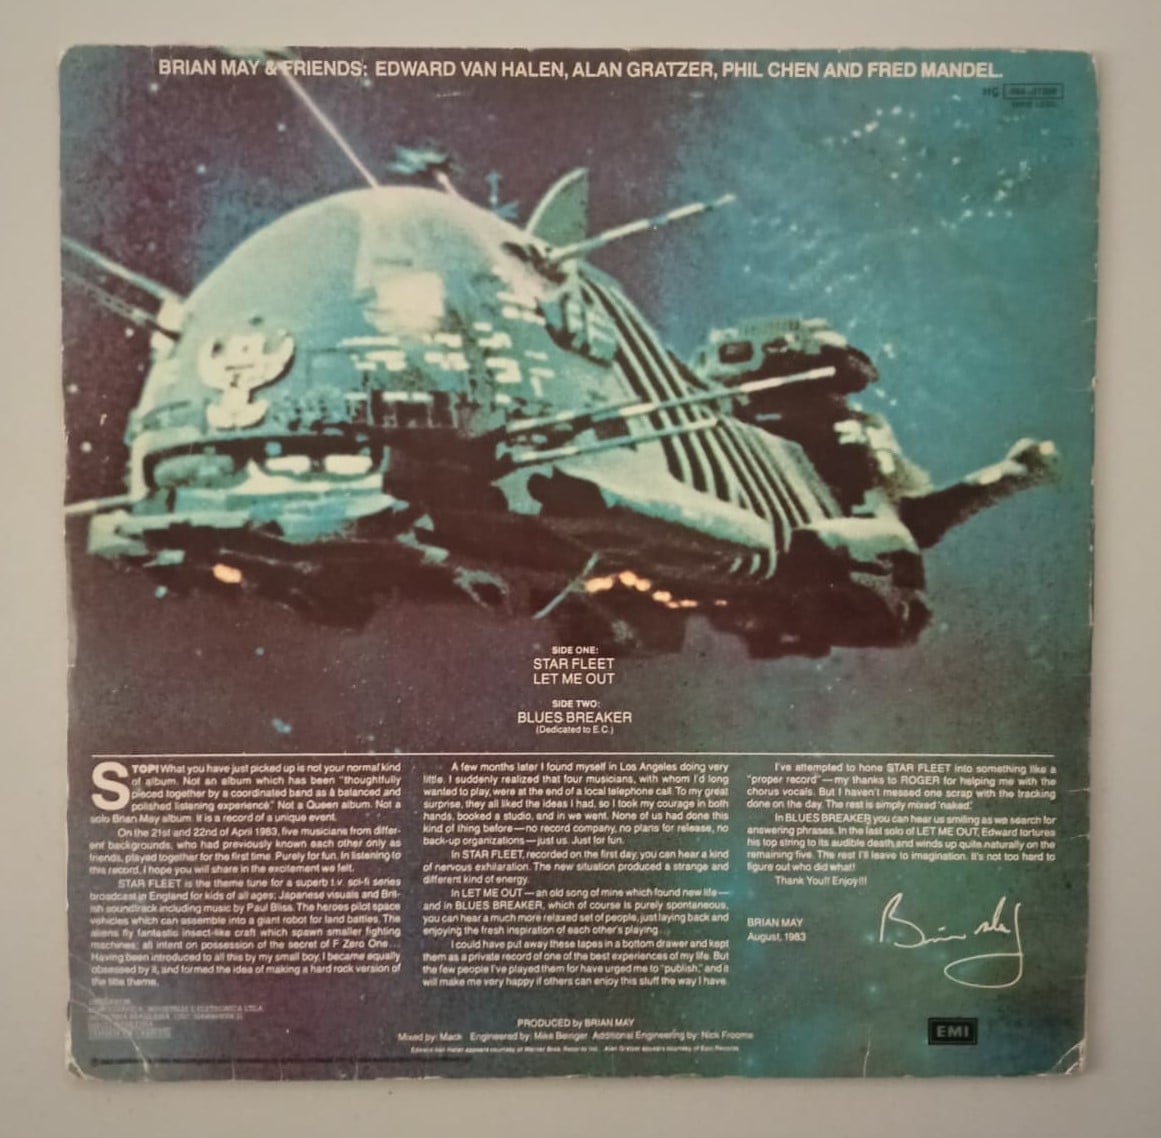 BRIAN MAY & FRIENDS: EDWARD VAN HALEN, ALAN GRATZER, PHIL CHEN AND FRED MANDEL.
SIDE ONE:
STAR FLEET
LET ME OUT
SIDE TWO:
BLUES BREAKER
(Dedicated to E.C.)
STOP! What you have just picked up is not your normal kind
of album. Not an album which has been "thoughtfully
pieced together by a coordinated band as a balanced and
polished listening experience." Not a Queen album. Not a
solo Brian May album. It is a record of a unique event.
On the 21st and 22nd of April 1983, five musicians from differ-
ent backgrounds, who had previously known each other only as
friends, played together for the first time. Purely for fun. In listening to
this record, I hope you will share in the excitement we felt.
STAR FLEET is the theme tune for a superb t.v. sci-fi series
broadcast in England for kids of all ages; Japanese visuals and Brit-
ish soundtrack including music by Paul Bliss. The heroes pilot space
vehicles which can assemble into a giant robot for land battles. The
aliens fly fantastic insect-like craft which spawn smaller fighting
machines; all intent on possession of the secret of F Zero One...
Having been introduced to all this by my small boy, I became equally
obsessed by it, and formed the idea of making a hard rock version of
the title theme.
A few months later I found myself in Los Angeles doing very
little. I suddenly realized that four musicians, with whom I'd long
wanted to play, were at the end of a local telephone call. To my great
surprise, they all liked the ideas I had, so I took my courage in both
hands, booked a studio, and in we went. None of us had done this
kind of thing before—no record company, no plans for release, no
back-up organizations—just us. Just for fun.
In STAR FLEET, recorded on the first day, you can hear a kind
of nervous exhilaration. The new situation produced a strange and
different kind of energy.
In LET ME OUT—an old song of mine which found new life—
and in BLUES BREAKER, which of course is purely spontaneous,
you can hear a much more relaxed set of people, just laying back and
enjoying the fresh inspiration of each other's playing...
I could have put away these tapes in a bottom drawer and kept
them as a private record of one of the best experiences of my life. But
the few people I've played them for have urged me to "publish," and it
will make me very happy if others can enjoy this stuff the way I have.
I've attempted to hone STAR FLEET into something like a
"proper record"—my thanks to ROGER for helping me with the
chorus vocals. But I haven't messed one scrap with the tracking
done on the day. The rest is simply mixed 'naked.'
In BLUES BREAKER you can hear us smiling as we search for
answering phrases. In the last solo of LET ME OUT, Edward tortures
his top string to its audible death and winds up quite naturally on the
remaining five. The rest I'll leave to imagination. It's not too hard to
figure out who did what!
Thank You!! Enjoy!!!
BRIAN MAY
August, 1983
Brian May
PRODUCED by BRIAN MAY
Mixed by: Mack Engineered by: Mike Beiriger Additional Engineering by: Nick Froome
Edward Van Halen appears courtesy of Warner Bros. Records Inc. Alan Gratzer appears courtesy of Epic Records
EMI